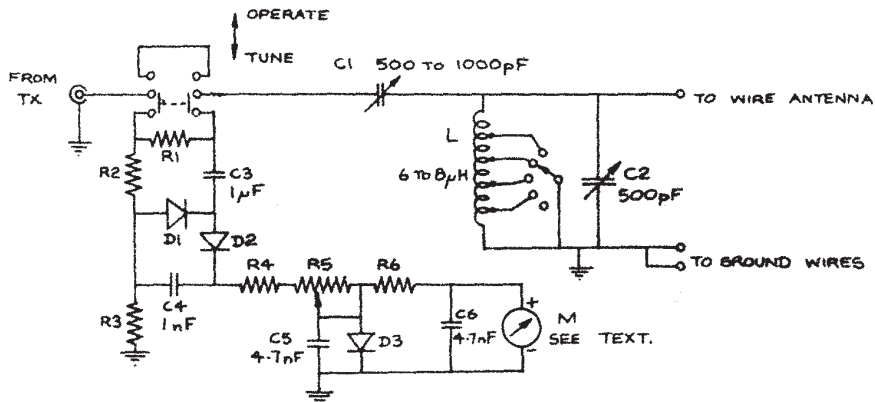 OPERATE
TUNE
FROM
TX
C1 500 TO 1000pF
TO WIRE ANTENNA
R1
R2
C3
1µF
L
6 TO 8µH
C2
500pF
D1
D2
TO GROUND WIRES
R4
R5
R6
C4
1nF
R3
C5
4.7nF
D3
C6
4.7nF
+
-
M
SEE TEXT.